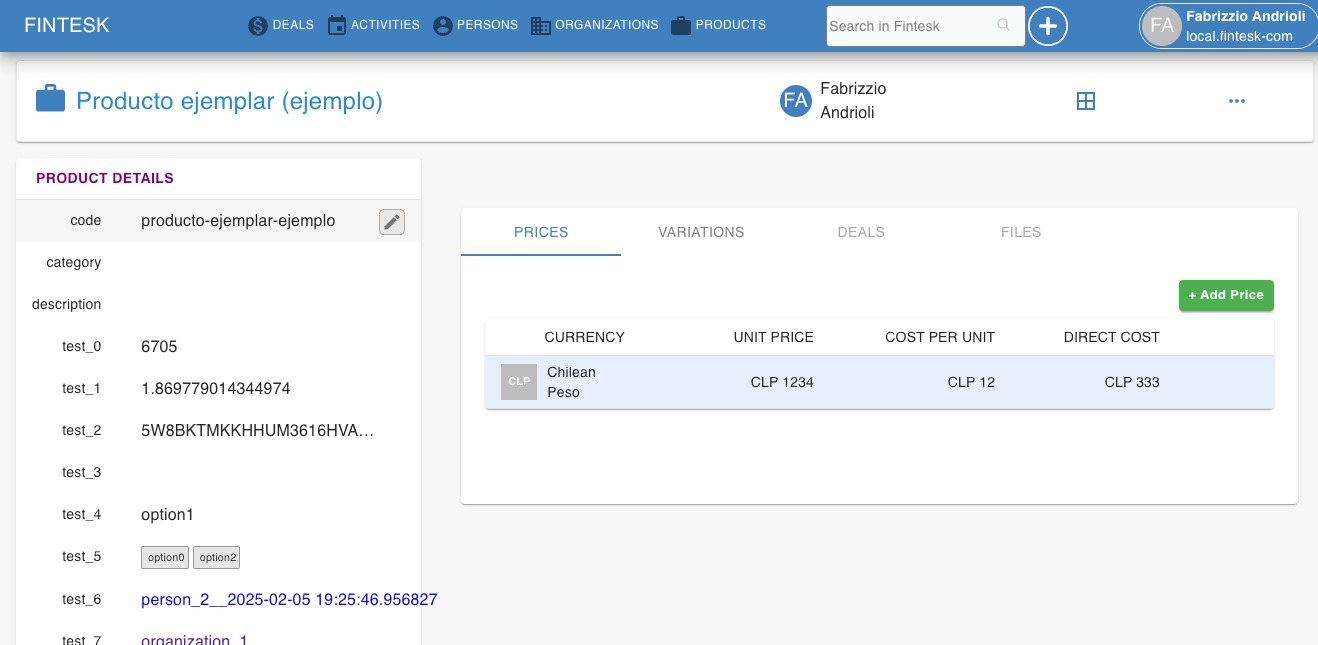 FINTESK
DEALS ACTIVITIES PERSONS ORGANIZATIONS PRODUCTS
Search in Fintesk
FA Fabrizzio Andrioli
local.fintesk-com
Producto ejemplar (ejemplo)
FA Fabrizzio
Andrioli
PRODUCT DETAILS
code producto-ejemplar-ejemplo
category
description
test_0 6705
test_1 1.869779014344974
test_2 5W8BKTMKKHHUM3616HVA...
test_3
test_4 option1
test_5 option0 option2
test_6 person_2__2025-02-05 19:25:46.956827
test_7 organization_1
PRICES VARIATIONS DEALS FILES
+ Add Price
CURRENCY UNIT PRICE COST PER UNIT DIRECT COST
CLP Chilean
Peso CLP 1234 CLP 12 CLP 333